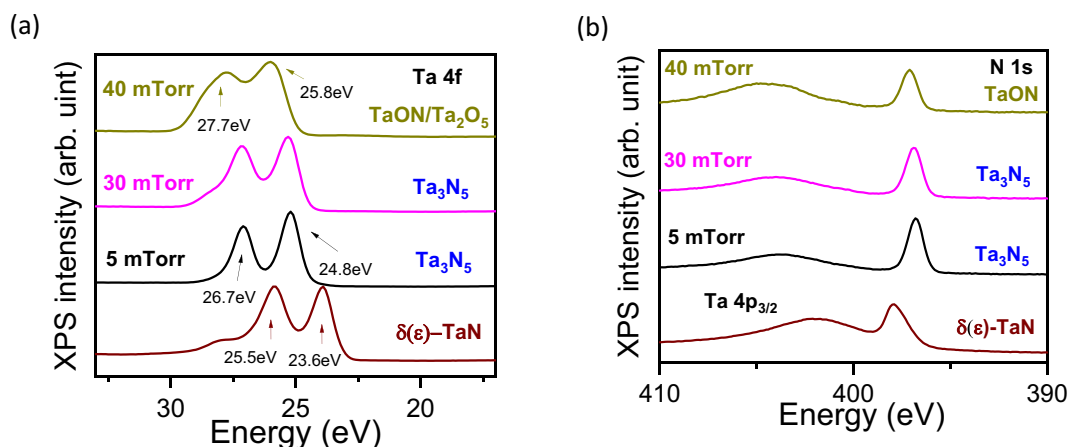 (a)
XPS intensity (arb. uint)
40 mTorr
Ta 4f
25.8eV
TaON/Ta₂O₅
27.7eV
30 mTorr
Ta₃N₅
5 mTorr
24.8eV
Ta₃N₅
26.7eV
δ(ε)–TaN
25.5eV
23.6eV
30
25
20
Energy (eV)
(b)
XPS intensity (arb. unit)
40 mTorr
N 1s
TaON
30 mTorr
Ta₃N₅
5 mTorr
Ta₃N₅
Ta 4p₃/₂
δ(ε)-TaN
410
400
390
Energy (eV)